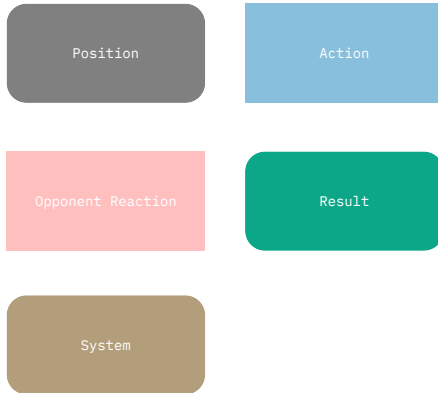 Position
Action
Opponent Reaction
Result
System